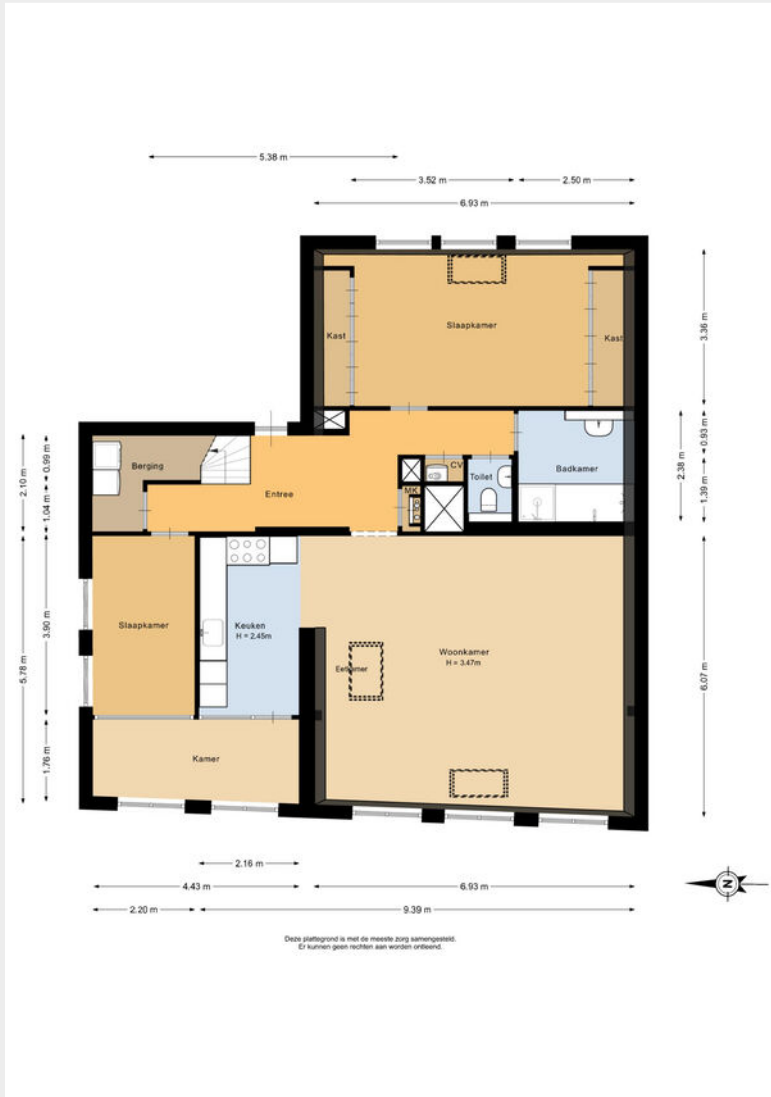 5.38 m
3.52 m
2.50 m
6.93 m
Slaapkamer
Kast
Kast
3.36 m
Berging
Entree
CV
MK
Toilet
Badkamer
0.93 m
2.38 m
1.39 m
2.10 m
0.99 m
1.04 m
Slaapkamer
Keuken
H = 2.45m
Woonkamer
H = 3.47m
Eetkamer
5.78 m
3.90 m
6.07 m
Kamer
1.76 m
2.16 m
4.43 m
6.93 m
2.20 m
9.39 m
N
Deze plattegrond is met de meeste zorg samengesteld.
Er kunnen geen rechten aan worden ontleend.